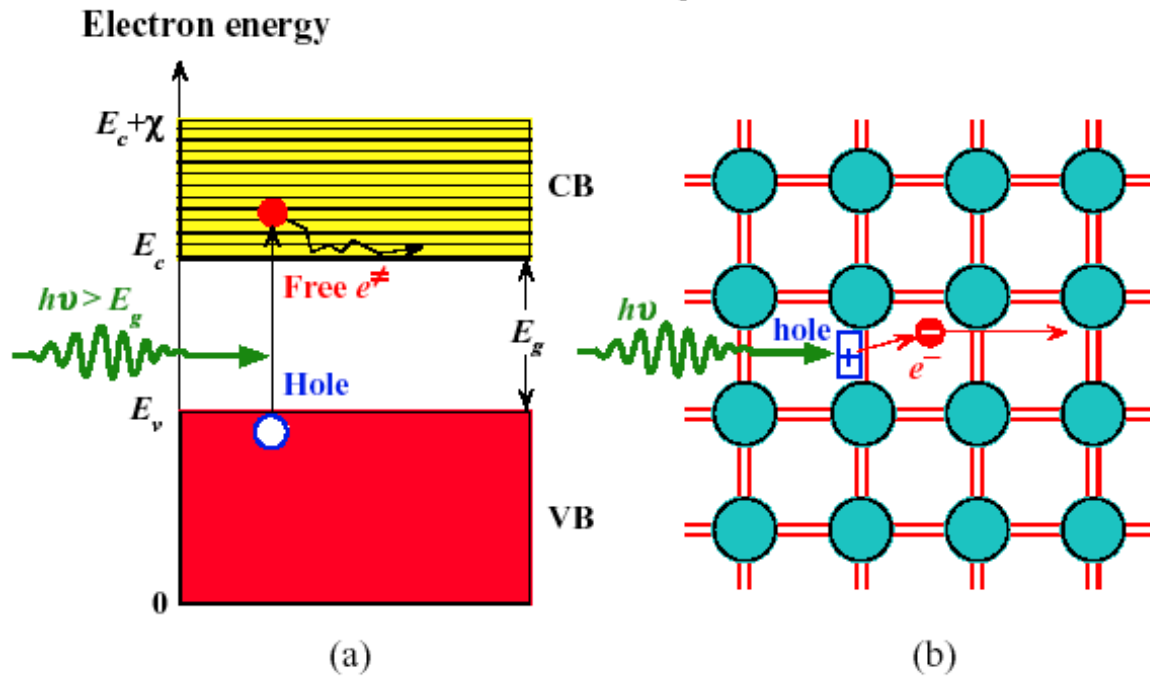 Electron energy
E_c+χ
CB
E_c
Free e≠
hυ > E_g
E_g
Hole
E_v
VB
0
(a)
hυ
hole
+
−
e⁻
(b)